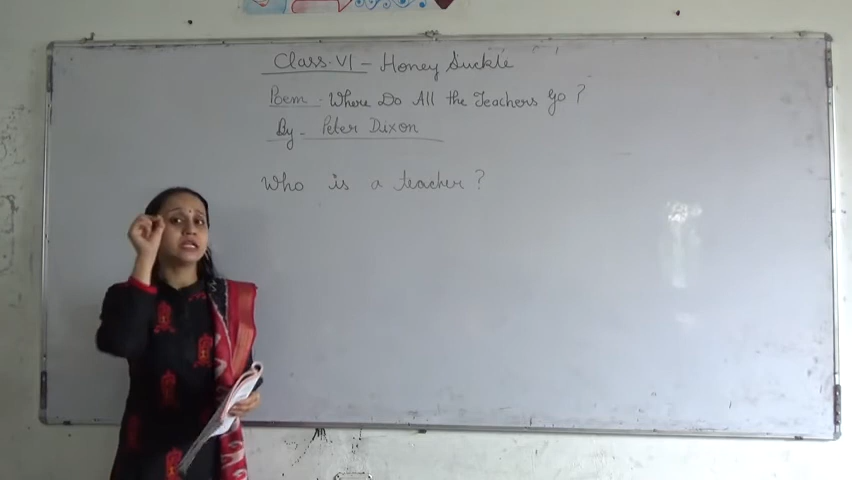 Class-VI - Honey Suckle
Poem - Where Do All the Teachers Go ?
By - Peter Dixon
Who is a teacher ?